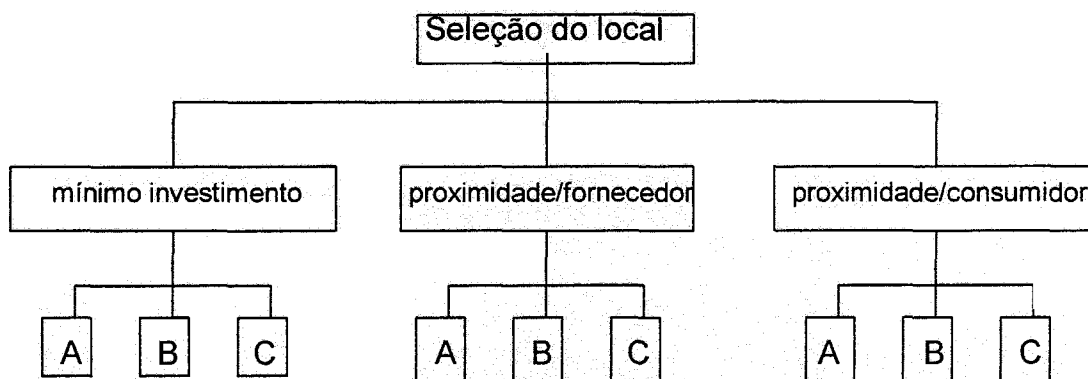 Seleção do local
mínimo investimento
proximidade/fornecedor
proximidade/consumidor
A B C
A B C
A B C